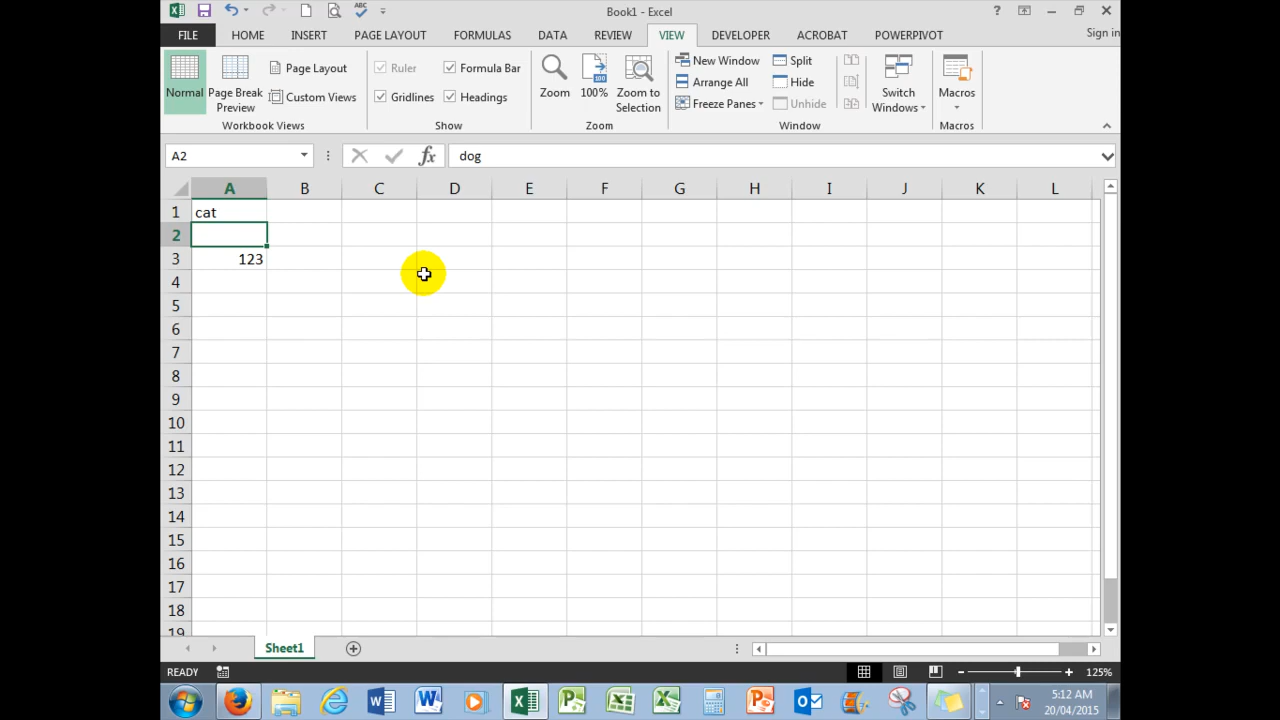 Book1 - Excel
?
FILE HOME INSERT PAGE LAYOUT FORMULAS DATA REVIEW VIEW DEVELOPER ACROBAT POWERPIVOT Sign in
Normal
Page Break Preview
Page Layout
Custom Views
Workbook Views
Ruler
Formula Bar
Gridlines
Headings
Show
Zoom
100%
Zoom to Selection
Zoom
New Window
Arrange All
Freeze Panes
Split
Hide
Unhide
Switch Windows
Window
Macros
Macros
A2 fx dog
A B C D E F G H I J K L
1 cat
2
3 123
4
5
6
7
8
9
10
11
12
13
14
15
16
17
18
19
Sheet1
READY 125%
5:12 AM
20/04/2015